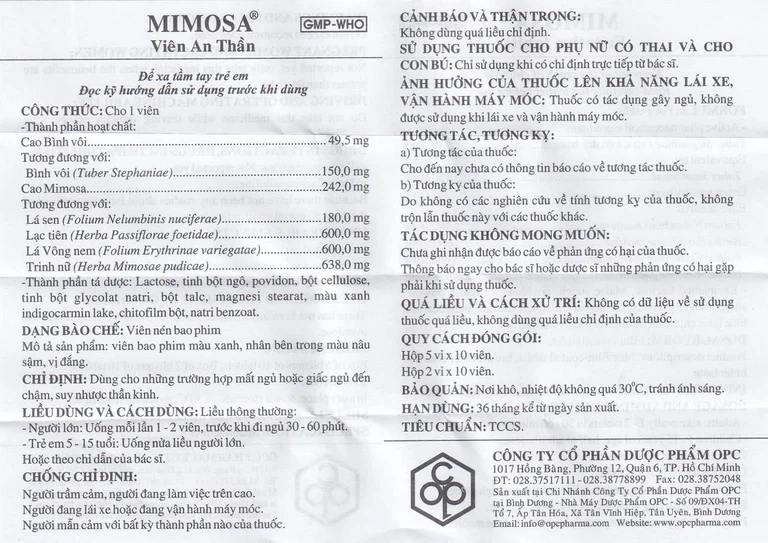 MIMOSA®
GMP-WHO
Viên An Thần
Để xa tầm tay trẻ em
Đọc kỹ hướng dẫn sử dụng trước khi dùng
CÔNG THỨC: Cho 1 viên
-Thành phần hoạt chất:
Cao Bình vôi...49,5 mg
Tương đương với:
Bình vôi (Tuber Stephaniae)...150,0 mg
Cao Mimosa...242,0 mg
Tương đương với:
Lá sen (Folium Nelumbinis nuciferae)...180,0 mg
Lạc tiên (Herba Passiflorae foetidae)...600,0 mg
Lá Vông nem (Folium Erythrinae variegatae)...600,0 mg
Trinh nữ (Herba Mimosae pudicae)...638,0 mg
-Thành phần tá dược: Lactose, tinh bột ngô, povidon, bột cellulose,
tinh bột glycolat natri, bột talc, magnesi stearat, màu xanh
indigocarmin lake, chitofilm bột, natri benzoat.
DẠNG BÀO CHẾ: Viên nén bao phim
Mô tả sản phẩm: viên bao phim màu xanh, nhân bên trong màu nâu
sậm, vị đắng.
CHỈ ĐỊNH: Dùng cho những trường hợp mất ngủ hoặc giấc ngủ đến
chậm, suy nhược thần kinh.
LIỀU DÙNG VÀ CÁCH DÙNG: Liều thông thường:
- Người lớn: Uống mỗi lần 1 - 2 viên, trước khi đi ngủ 30 - 60 phút.
- Trẻ em 5 - 15 tuổi: Uống nửa liều người lớn.
Hoặc theo chỉ dẫn của bác sĩ.
CHỐNG CHỈ ĐỊNH:
Người trầm cảm, người đang làm việc trên cao.
Người đang lái xe hoặc đang vận hành máy móc.
Người mẫn cảm với bất kỳ thành phần nào của thuốc.
CẢNH BÁO VÀ THẬN TRỌNG:
Không dùng quá liều chỉ định.
SỬ DỤNG THUỐC CHO PHỤ NỮ CÓ THAI VÀ CHO
CON BÚ: Chỉ sử dụng khi có chỉ định trực tiếp từ bác sĩ.
ẢNH HƯỞNG CỦA THUỐC LÊN KHẢ NĂNG LÁI XE,
VẬN HÀNH MÁY MÓC: Thuốc có tác dụng gây ngủ, không
được sử dụng khi lái xe và vận hành máy móc.
TƯƠNG TÁC, TƯƠNG KỴ:
a) Tương tác của thuốc:
Cho đến nay chưa có thông tin báo cáo về tương tác thuốc.
b) Tương kỵ của thuốc:
Do không có các nghiên cứu về tính tương kỵ của thuốc, không
trộn lẫn thuốc này với các thuốc khác.
TÁC DỤNG KHÔNG MONG MUỐN:
Chưa ghi nhận được báo cáo về phản ứng có hại của thuốc.
Thông báo ngay cho bác sĩ hoặc dược sĩ những phản ứng có hại gặp
phải khi sử dụng thuốc.
QUÁ LIỀU VÀ CÁCH XỬ TRÍ: Không có dữ liệu về sử dụng
thuốc quá liều, không dùng quá liều chỉ định của thuốc.
QUY CÁCH ĐÓNG GÓI:
Hộp 5 vỉ x 10 viên.
Hộp 2 vỉ x 10 viên.
BẢO QUẢN: Nơi khô, nhiệt độ không quá 30⁰C, tránh ánh sáng.
HẠN DÙNG: 36 tháng kể từ ngày sản xuất.
TIÊU CHUẨN: TCCS.
OPC
CÔNG TY CỔ PHẦN DƯỢC PHẨM OPC
1017 Hồng Bàng, Phường 12, Quận 6, TP. Hồ Chí Minh
ĐT: 028.37517111 - 028.38778899 Fax: 028.38752048
Sản xuất tại Chi Nhánh Công Ty Cổ Phần Dược Phẩm OPC
tại Bình Dương - Nhà Máy Dược Phẩm OPC - Số 09/ĐX04-TH
Tổ 7, Ấp Tân Hóa, Xã Tân Vĩnh Hiệp, Tân Uyên, Bình Dương
Email: info@opcpharma.com Website: www.opcpharma.com